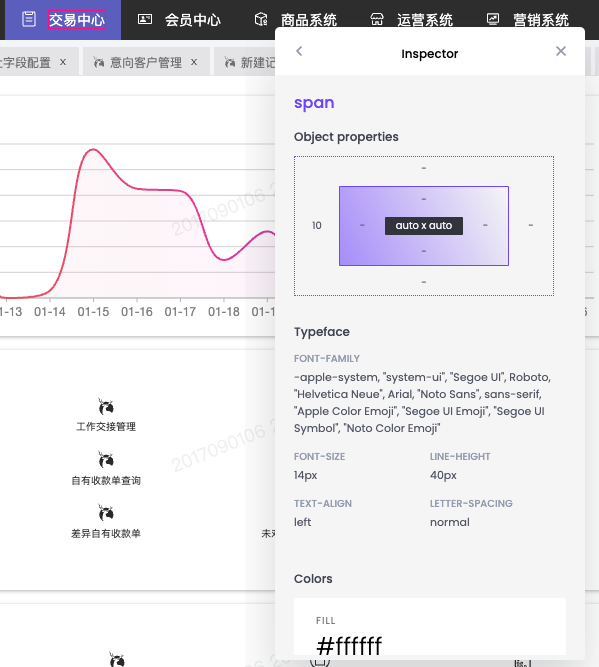 交易中心 会员中心 商品系统 运营系统 营销系统
字段配置 x 意向客户管理 x 新建记
Inspector
span
Object properties
-
-
10 - auto x auto - -
-
-
Typeface
FONT-FAMILY
-apple-system, "system-ui", "Segoe UI", Roboto,
"Helvetica Neue", Arial, "Noto Sans", sans-serif,
"Apple Color Emoji", "Segoe UI Emoji", "Segoe UI
Symbol", "Noto Color Emoji"
FONT-SIZE LINE-HEIGHT
14px 40px
TEXT-ALIGN LETTER-SPACING
left normal
Colors
FILL
#ffffff
2017090106
01-13 01-14 01-15 01-16 01-17 01-18
2017090106
工作交接管理
自有收款单查询
差异自有收款单